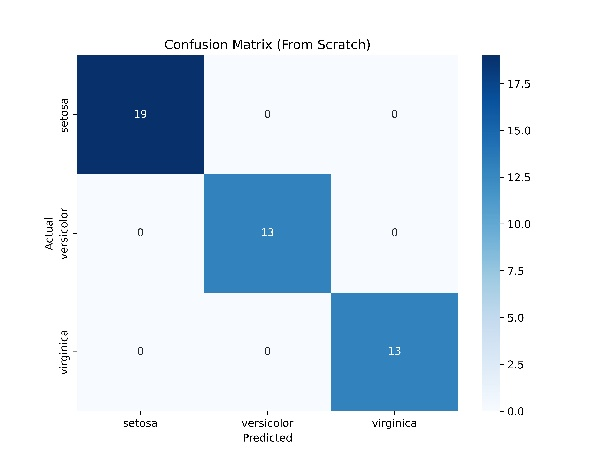 Confusion Matrix (From Scratch)
setosa
19
0
0
17.5
15.0
12.5
Actual
versicolor
0
13
0
10.0
7.5
5.0
virginica
0
0
13
2.5
0.0
setosa
versicolor
virginica
Predicted